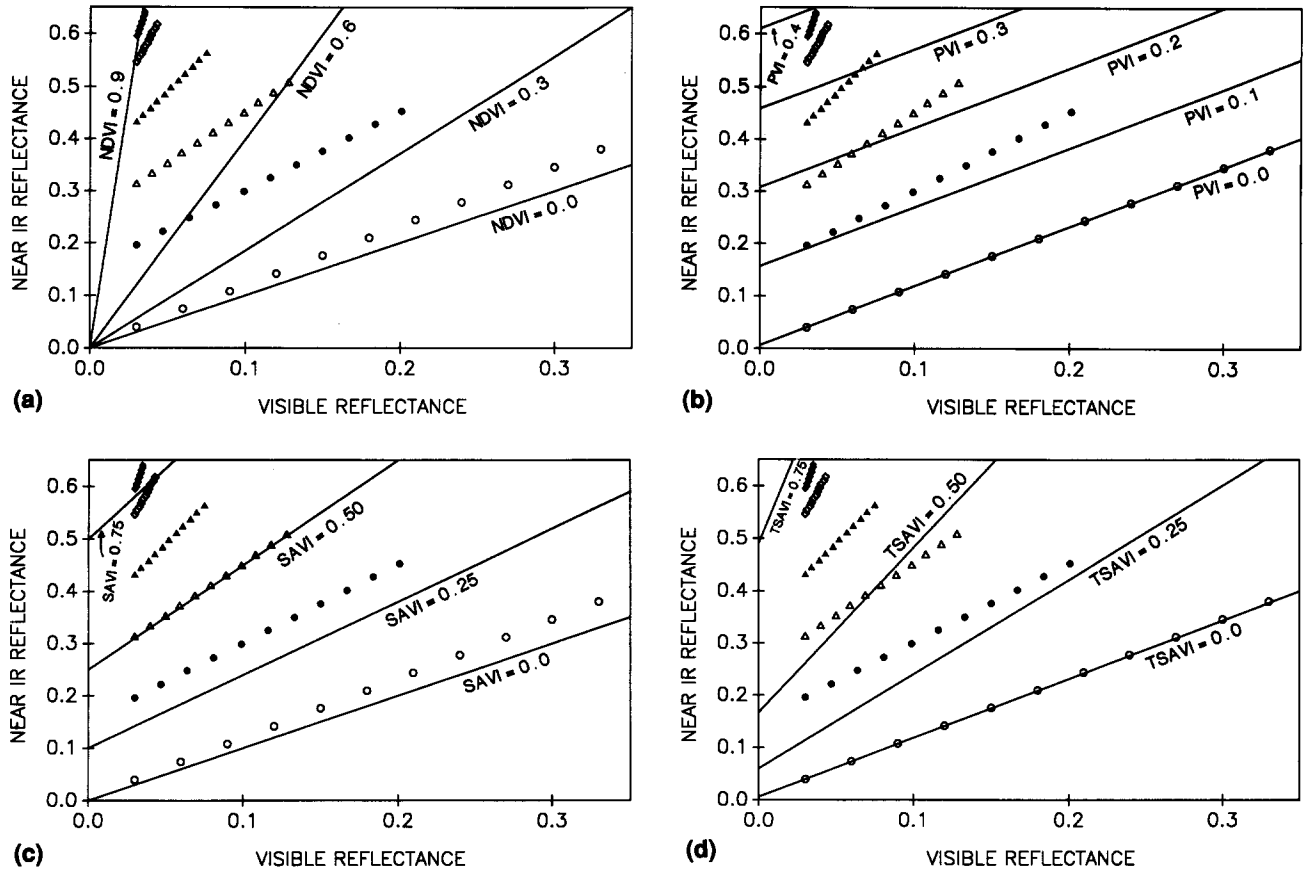 0.6
0.5
0.4
0.3
0.2
0.1
0.0
NEAR IR REFLECTANCE
NDVI = 0.9
NDVI = 0.6
NDVI = 0.3
NDVI = 0.0
0.0 0.1 0.2 0.3
(a)
VISIBLE REFLECTANCE
0.6
0.5
0.4
0.3
0.2
0.1
0.0
NEAR IR REFLECTANCE
PVI = 0.4
PVI = 0.3
PVI = 0.2
PVI = 0.1
PVI = 0.0
0.0 0.1 0.2 0.3
(b)
VISIBLE REFLECTANCE
0.6
0.5
0.4
0.3
0.2
0.1
0.0
NEAR IR REFLECTANCE
SAVI = 0.75
SAVI = 0.50
SAVI = 0.25
SAVI = 0.0
0.0 0.1 0.2 0.3
(c)
VISIBLE REFLECTANCE
0.6
0.5
0.4
0.3
0.2
0.1
0.0
NEAR IR REFLECTANCE
TSAVI = 0.75
TSAVI = 0.50
TSAVI = 0.25
TSAVI = 0.0
0.0 0.1 0.2 0.3
(d)
VISIBLE REFLECTANCE